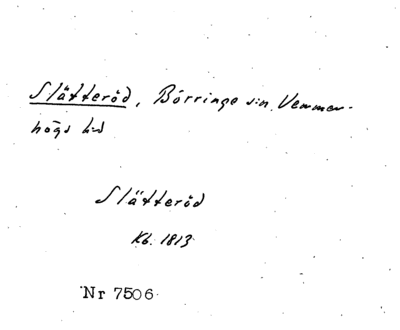 Slätteröd, Börringe sn. Vemmen-
högs hd
Slätteröd
Kb. 1813
Nr 7506